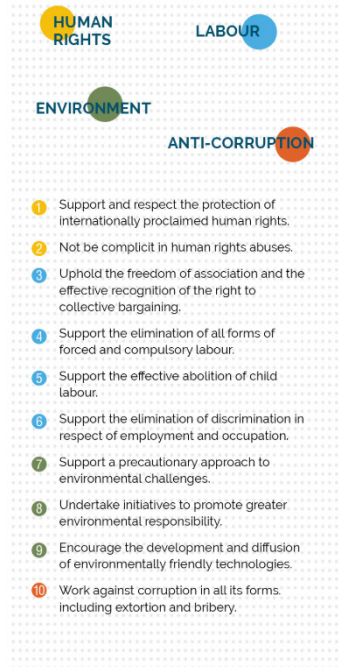 HUMAN
RIGHTS
LABOUR
ENVIRONMENT
ANTI-CORRUPTION
1 Support and respect the protection of
internationally proclaimed human rights.
2 Not be complicit in human rights abuses.
3 Uphold the freedom of association and the
effective recognition of the right to
collective bargaining.
4 Support the elimination of all forms of
forced and compulsory labour.
5 Support the effective abolition of child
labour.
6 Support the elimination of discrimination in
respect of employment and occupation.
7 Support a precautionary approach to
environmental challenges.
8 Undertake initiatives to promote greater
environmental responsibility.
9 Encourage the development and diffusion
of environmentally friendly technologies.
10 Work against corruption in all its forms.
including extortion and bribery.